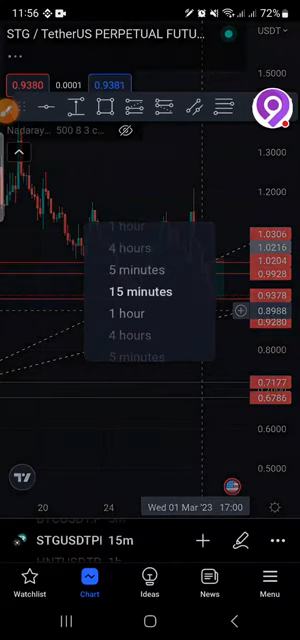 11:56
72%
STG / TetherUS PERPETUAL FUTU...
USDT
0.9380
0.0001
0.9381
Nadaray... 500 8 3 c...
1.5000
1.3000
1.2000
1.0306
1.0216
1.0204
0.9928
0.9378
0.8988
0.9280
0.8000
0.7177
0.6786
0.6000
0.5000
1 hour
4 hours
5 minutes
15 minutes
1 hour
4 hours
5 minutes
20
24
Wed 01 Mar '23 17:00
BTCUSDTPI 5m
STGUSDTPI 15m
HNTUSDTPI 1h
Watchlist
Chart
Ideas
News
Menu